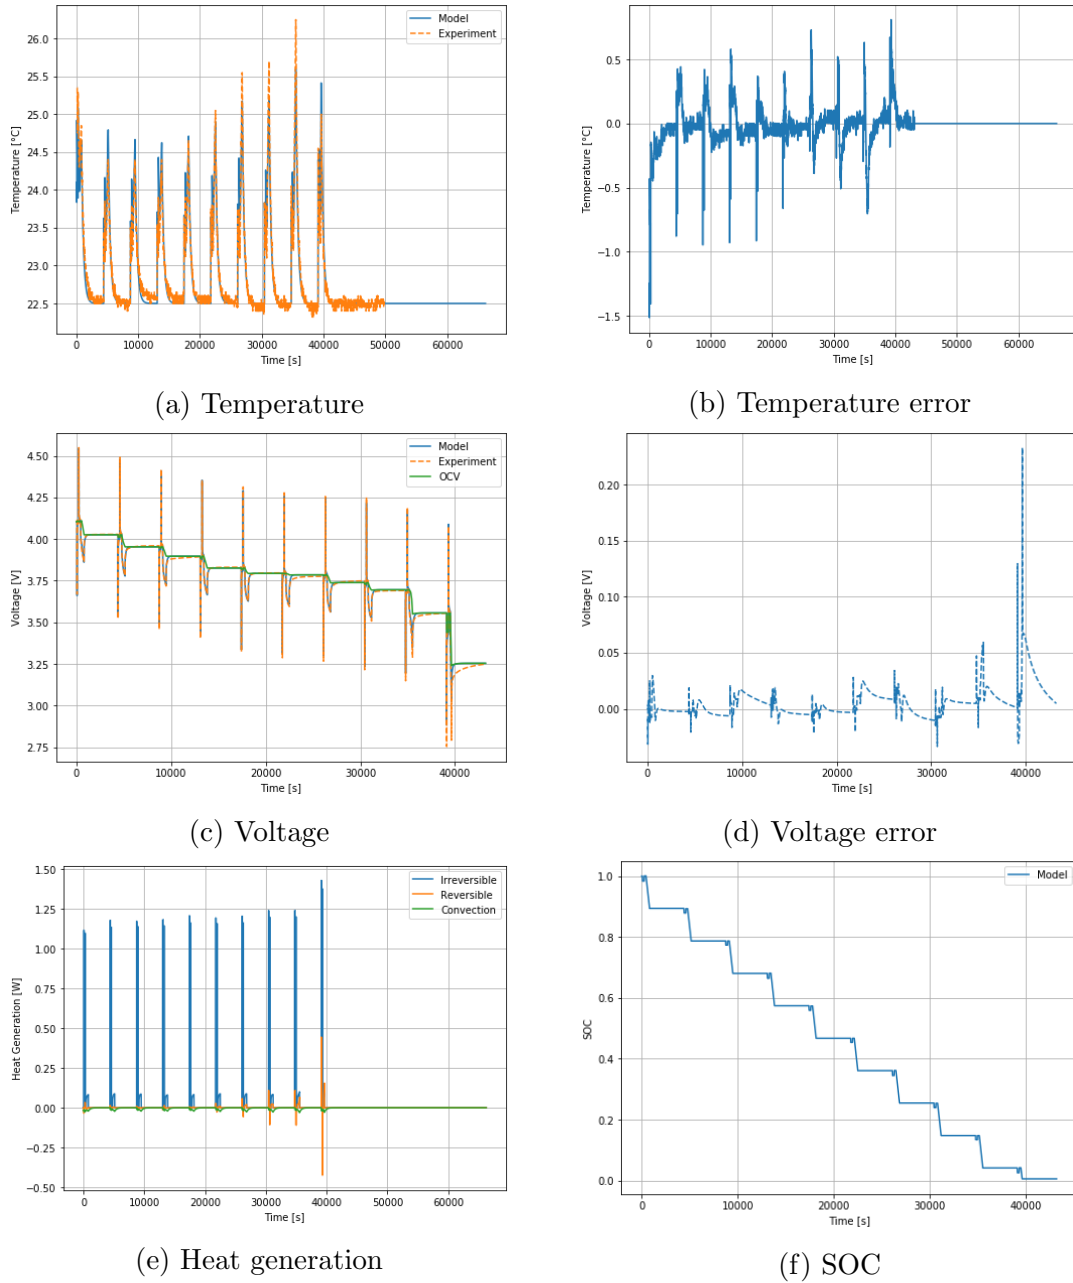 26.0
25.5
25.0
24.5
24.0
23.5
23.0
22.5
Temperature [°C]
Model
Experiment
0
10000
20000
30000
40000
50000
60000
Time [s]
(a) Temperature
0.5
0.0
−0.5
−1.0
−1.5
Temperature [°C]
0
10000
20000
30000
40000
50000
60000
Time [s]
(b) Temperature error
4.50
4.25
4.00
3.75
3.50
3.25
3.00
2.75
Voltage [V]
Model
Experiment
OCV
0
10000
20000
30000
40000
Time [s]
(c) Voltage
0.20
0.15
0.10
0.05
0.00
Voltage [V]
0
10000
20000
30000
40000
Time [s]
(d) Voltage error
1.50
1.25
1.00
0.75
0.50
0.25
0.00
−0.25
−0.50
Heat Generation [W]
Irreversible
Reversible
Convection
0
10000
20000
30000
40000
50000
60000
Time [s]
(e) Heat generation
1.0
0.8
0.6
0.4
0.2
0.0
SOC
Model
0
10000
20000
30000
40000
Time [s]
(f) SOC